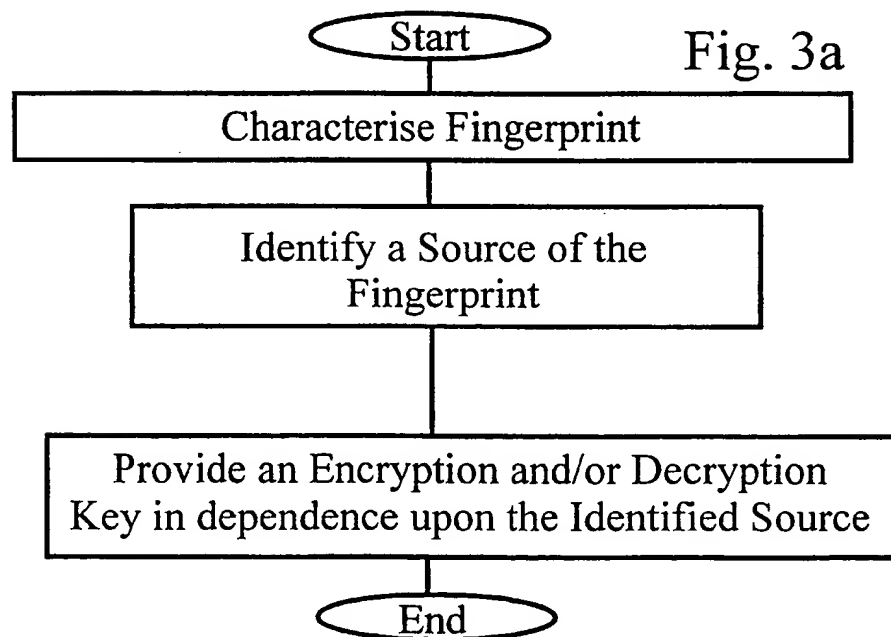 Start
Fig. 3a
Characterise Fingerprint
Identify a Source of the
Fingerprint
Provide an Encryption and/or Decryption
Key in dependence upon the Identified Source
End